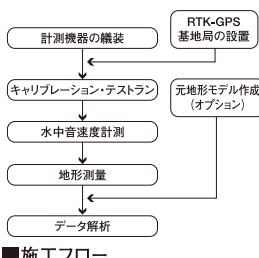 計測機器の艤装
RTK-GPS
基地局の設置
キャリブレーション・テストラン
元地形モデル作成
(オプション)
水中音速度計測
地形測量
データ解析
■施工フロー